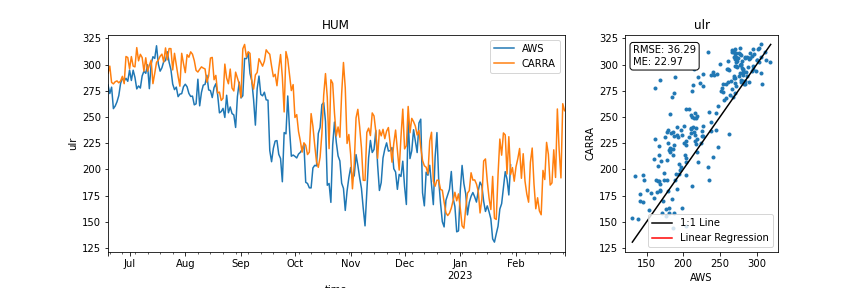 HUM
ulr
325
300
275
250
225
200
175
150
125
Jul
Aug
Sep
Oct
Nov
Dec
Jan
2023
Feb
time
AWS
CARRA
ulr
CARRA
325
300
275
250
225
200
175
150
125
RMSE: 36.29
ME: 22.97
1:1 Line
Linear Regression
150
200
250
300
AWS